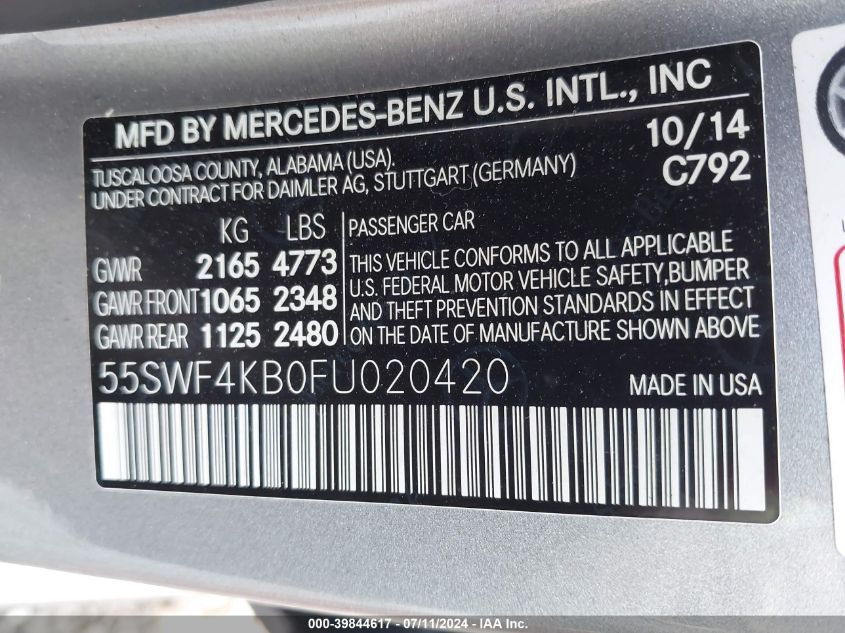 MFD BY MERCEDES-BENZ U.S. INTL., INC
TUSCALOOSA COUNTY, ALABAMA (USA). 10/14
UNDER CONTRACT FOR DAIMLER AG, STUTTGART (GERMANY) C792
KG LBS
GVWR 2165 4773
GAWR FRONT 1065 2348
GAWR REAR 1125 2480
PASSENGER CAR
THIS VEHICLE CONFORMS TO ALL APPLICABLE
U.S. FEDERAL MOTOR VEHICLE SAFETY,BUMPER
AND THEFT PREVENTION STANDARDS IN EFFECT
ON THE DATE OF MANUFACTURE SHOWN ABOVE
55SWF4KB0FU020420 MADE IN USA
000-39844617 - 07/11/2024 - IAA Inc.